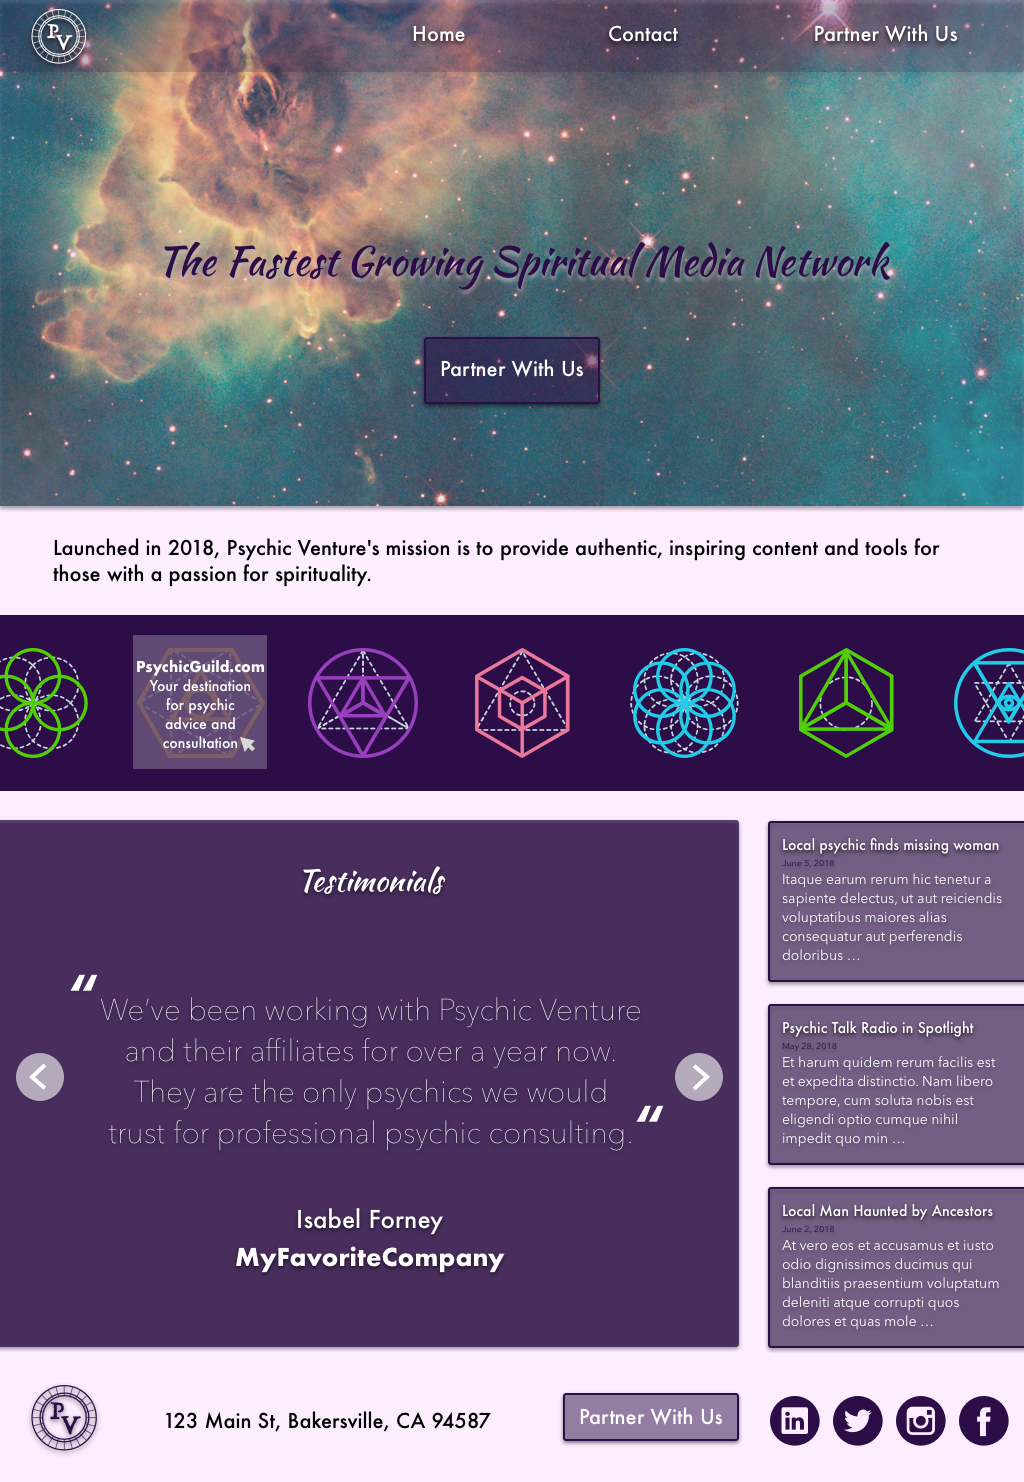 PV
Home
Contact
Partner With Us
The Fastest Growing Spiritual Media Network
Partner With Us
Launched in 2018, Psychic Venture's mission is to provide authentic, inspiring content and tools for
those with a passion for spirituality.
PsychicGuild.com
Your destination
for psychic
advice and
consultation
Testimonials
"We've been working with Psychic Venture
and their affiliates for over a year now.
They are the only psychics we would
trust for professional psychic consulting."
Isabel Forney
MyFavoriteCompany
Local psychic finds missing woman
June 5, 2018
Itaque earum rerum hic tenetur a
sapiente delectus, ut aut reiciendis
voluptatibus maiores alias
consequatur aut perferendis
doloribus …
Psychic Talk Radio in Spotlight
May 28, 2018
Et harum quidem rerum facilis est
et expedita distinctio. Nam libero
tempore, cum soluta nobis est
eligendi optio cumque nihil
impedit quo min …
Local Man Haunted by Ancestors
June 2, 2018
At vero eos et accusamus et iusto
odio dignissimos ducimus qui
blanditiis praesentium voluptatum
deleniti atque corrupti quos
dolores et quas mole …
PV
123 Main St, Bakersville, CA 94587
Partner With Us
in
f